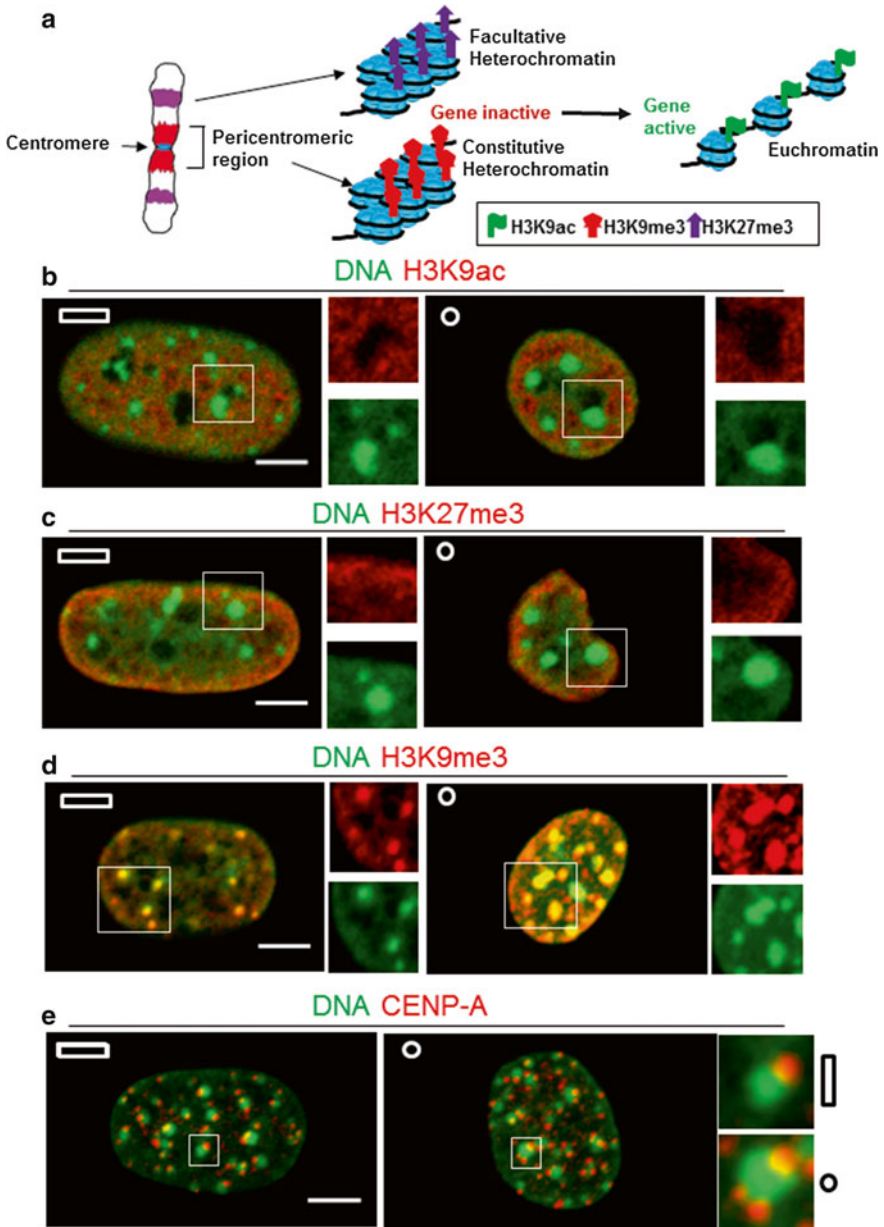 a
Facultative
Heterochromatin
Gene inactive
Gene
active
Centromere
Pericentromeric
region
Constitutive
Heterochromatin
Euchromatin
H3K9ac H3K9me3 H3K27me3
b
DNA H3K9ac
c
DNA H3K27me3
d
DNA H3K9me3
e
DNA CENP-A